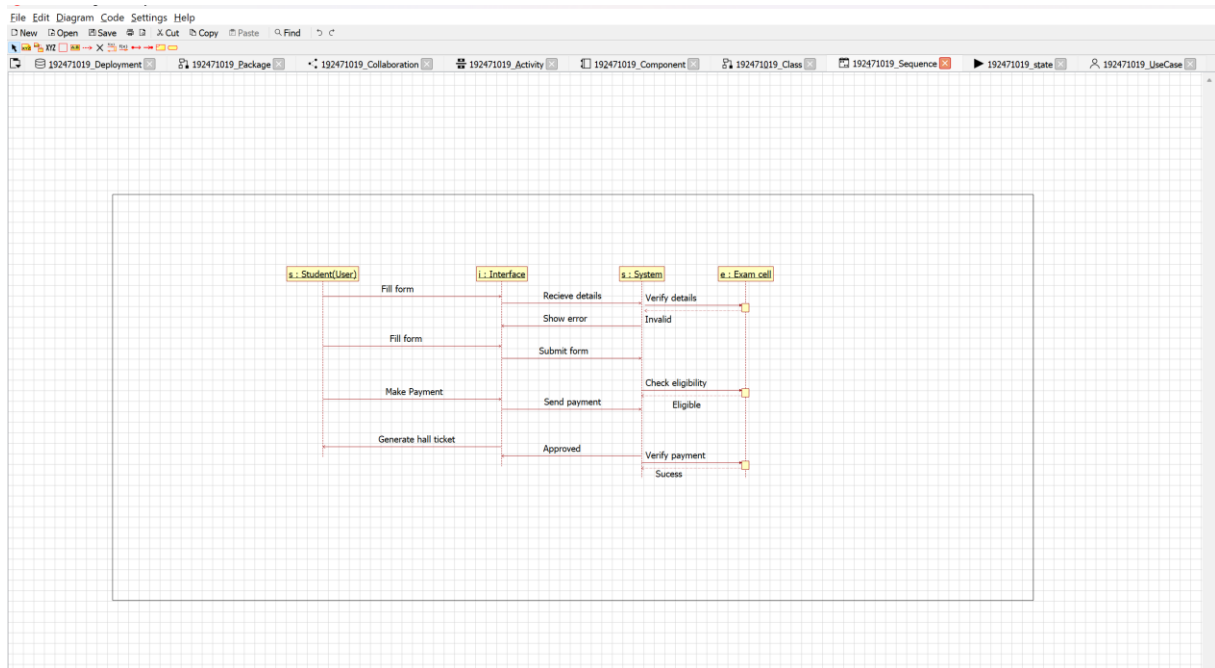 File Edit Diagram Code Settings Help
New Open Save Cut Copy Paste Find
XYZ
192471019_Deployment 192471019_Package 192471019_Collaboration 192471019_Activity 192471019_Component 192471019_Class 192471019_Sequence 192471019_state 192471019_UseCase
s : Student(User) i : Interface s : System e : Exam cell
Fill form
Recieve details
Verify details
Show error
Invalid
Fill form
Submit form
Check eligibility
Make Payment
Send payment
Eligible
Generate hall ticket
Approved
Verify payment
Sucess